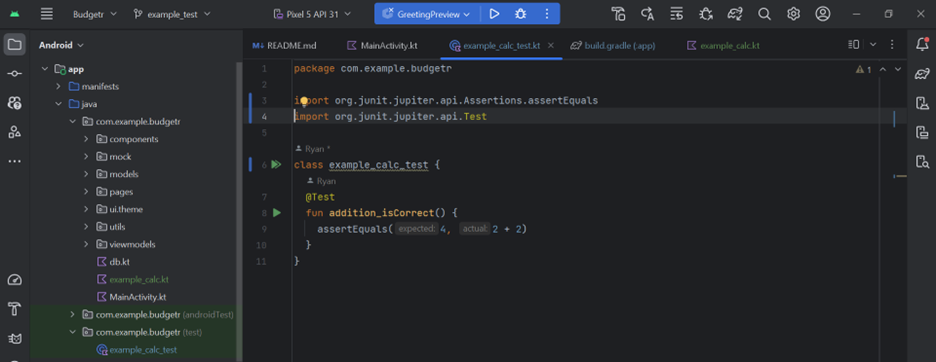 Budgetr
example_test
Pixel 5 API 31
GreetingPreview
Android
README.md
MainActivity.kt
example_calc_test.kt
build.gradle (:app)
example_calc.kt
app
manifests
java
com.example.budgetr
components
mock
models
pages
ui.theme
utils
viewmodels
db.kt
example_calc.kt
MainActivity.kt
com.example.budgetr (androidTest)
com.example.budgetr (test)
example_calc_test
1 package com.example.budgetr
2
3 import org.junit.jupiter.api.Assertions.assertEquals
4 import org.junit.jupiter.api.Test
5
Ryan *
6 class example_calc_test {
Ryan
7 @Test
8 fun addition_isCorrect() {
9 assertEquals( expected: 4, actual: 2 + 2)
10 }
11 }
1